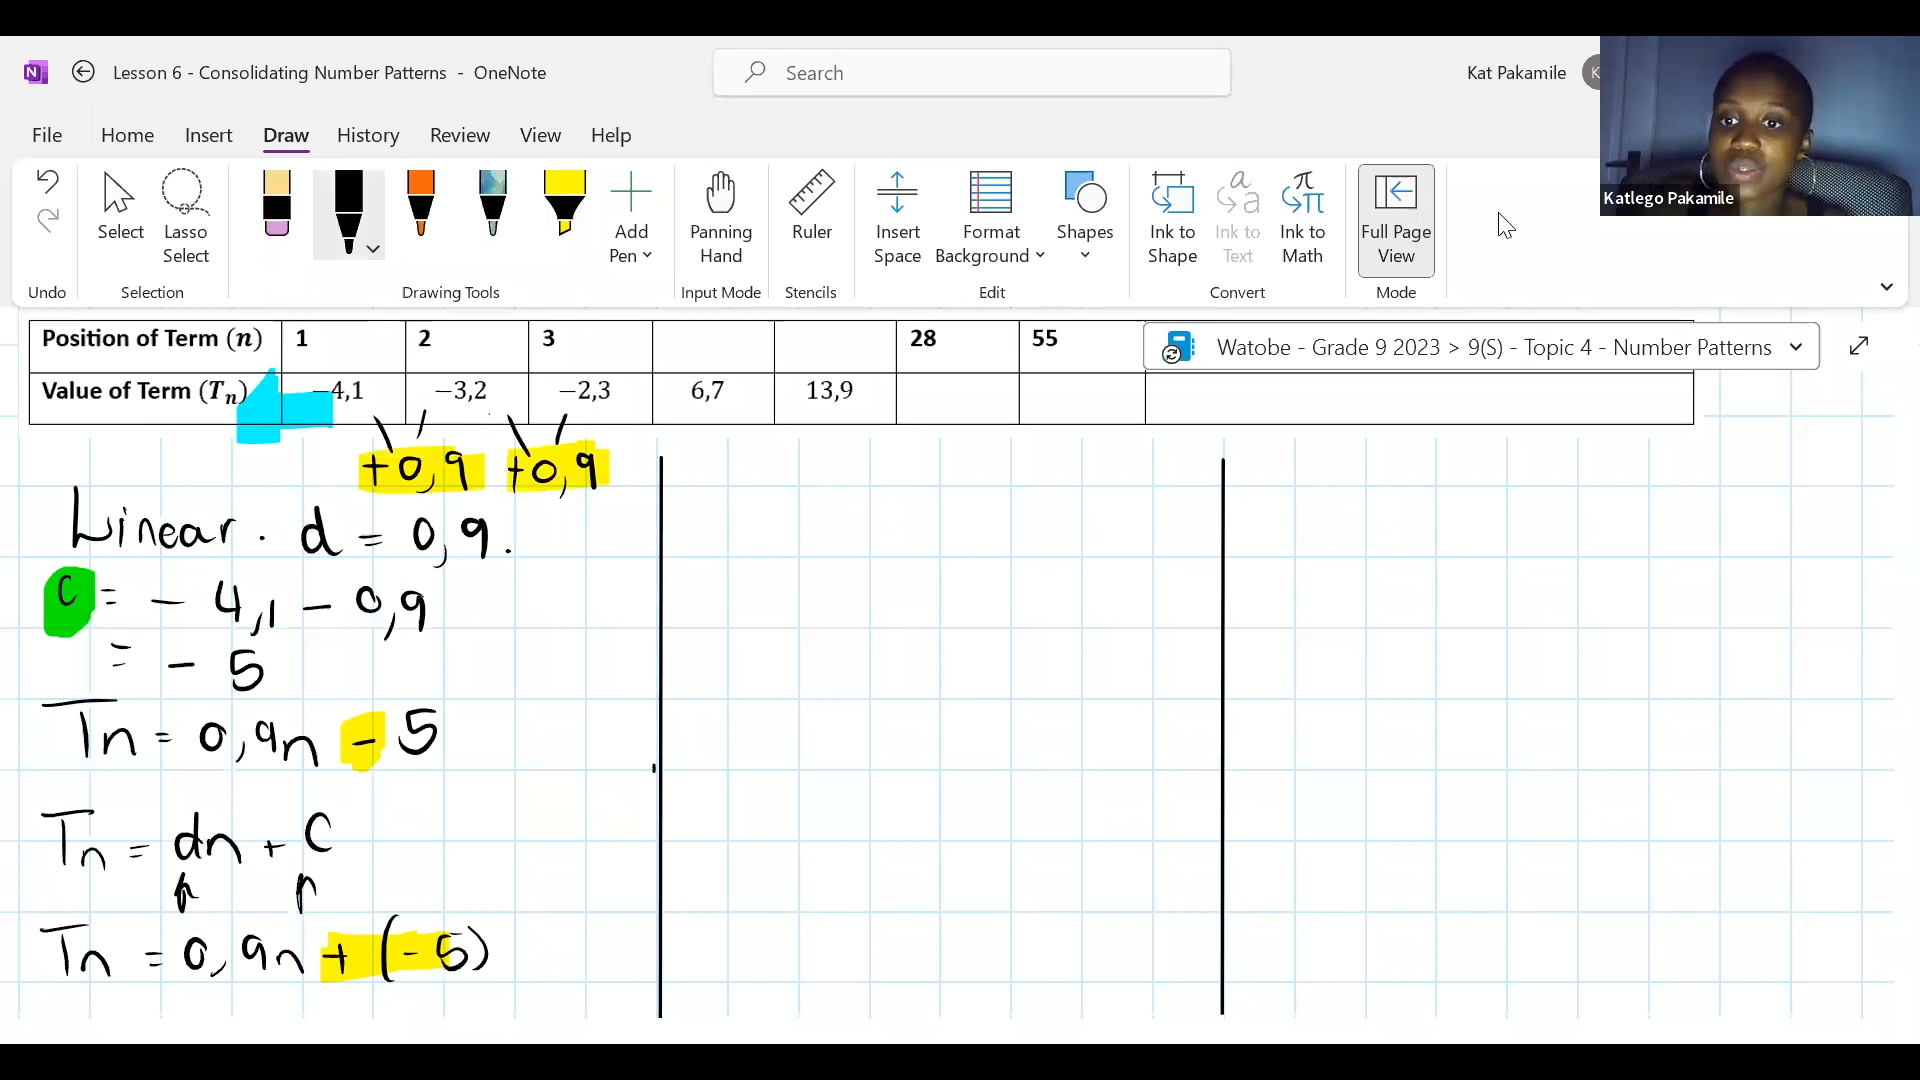 Lesson 6 - Consolidating Number Patterns - OneNote
Search
Kat Pakamile
K
File Home Insert Draw History Review View Help
Katlego Pakamile
Select
Lasso Select
Add Pen
Panning Hand
Ruler
Insert Space
Format Background
Shapes
Ink to Shape
Ink to Text
Ink to Math
Full Page View
Undo Selection Drawing Tools Input Mode Stencils Edit Convert Mode
Watobe - Grade 9 2023 > 9(S) - Topic 4 - Number Patterns
Position of Term (n) 1 2 3 28 55
Value of Term (Tn) −4,1 −3,2 −2,3 6,7 13,9
+0,9 +0,9
Linear. d = 0,9.
C = - 4,1 - 0,9
= - 5
Tn = 0,9n - 5
Tn = dn + C
Tn = 0,9n + (-5)